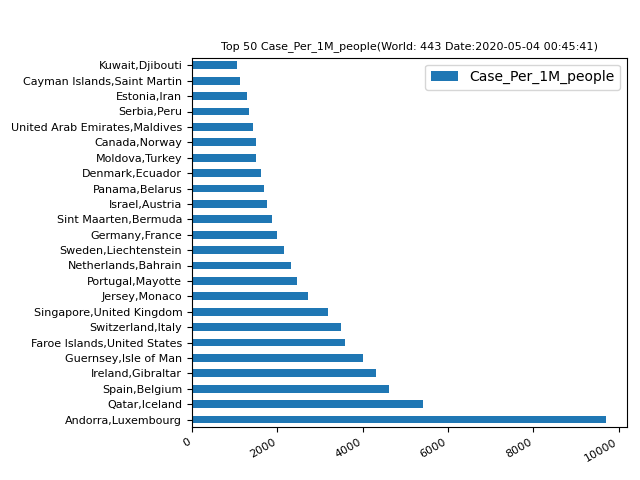 Top 50 Case_Per_1M_people(World: 443 Date:2020-05-04 00:45:41)
Case_Per_1M_people
Kuwait,Djibouti
Cayman Islands,Saint Martin
Estonia,Iran
Serbia,Peru
United Arab Emirates,Maldives
Canada,Norway
Moldova,Turkey
Denmark,Ecuador
Panama,Belarus
Israel,Austria
Sint Maarten,Bermuda
Germany,France
Sweden,Liechtenstein
Netherlands,Bahrain
Portugal,Mayotte
Jersey,Monaco
Singapore,United Kingdom
Switzerland,Italy
Faroe Islands,United States
Guernsey,Isle of Man
Ireland,Gibraltar
Spain,Belgium
Qatar,Iceland
Andorra,Luxembourg
0 2000 4000 6000 8000 10000